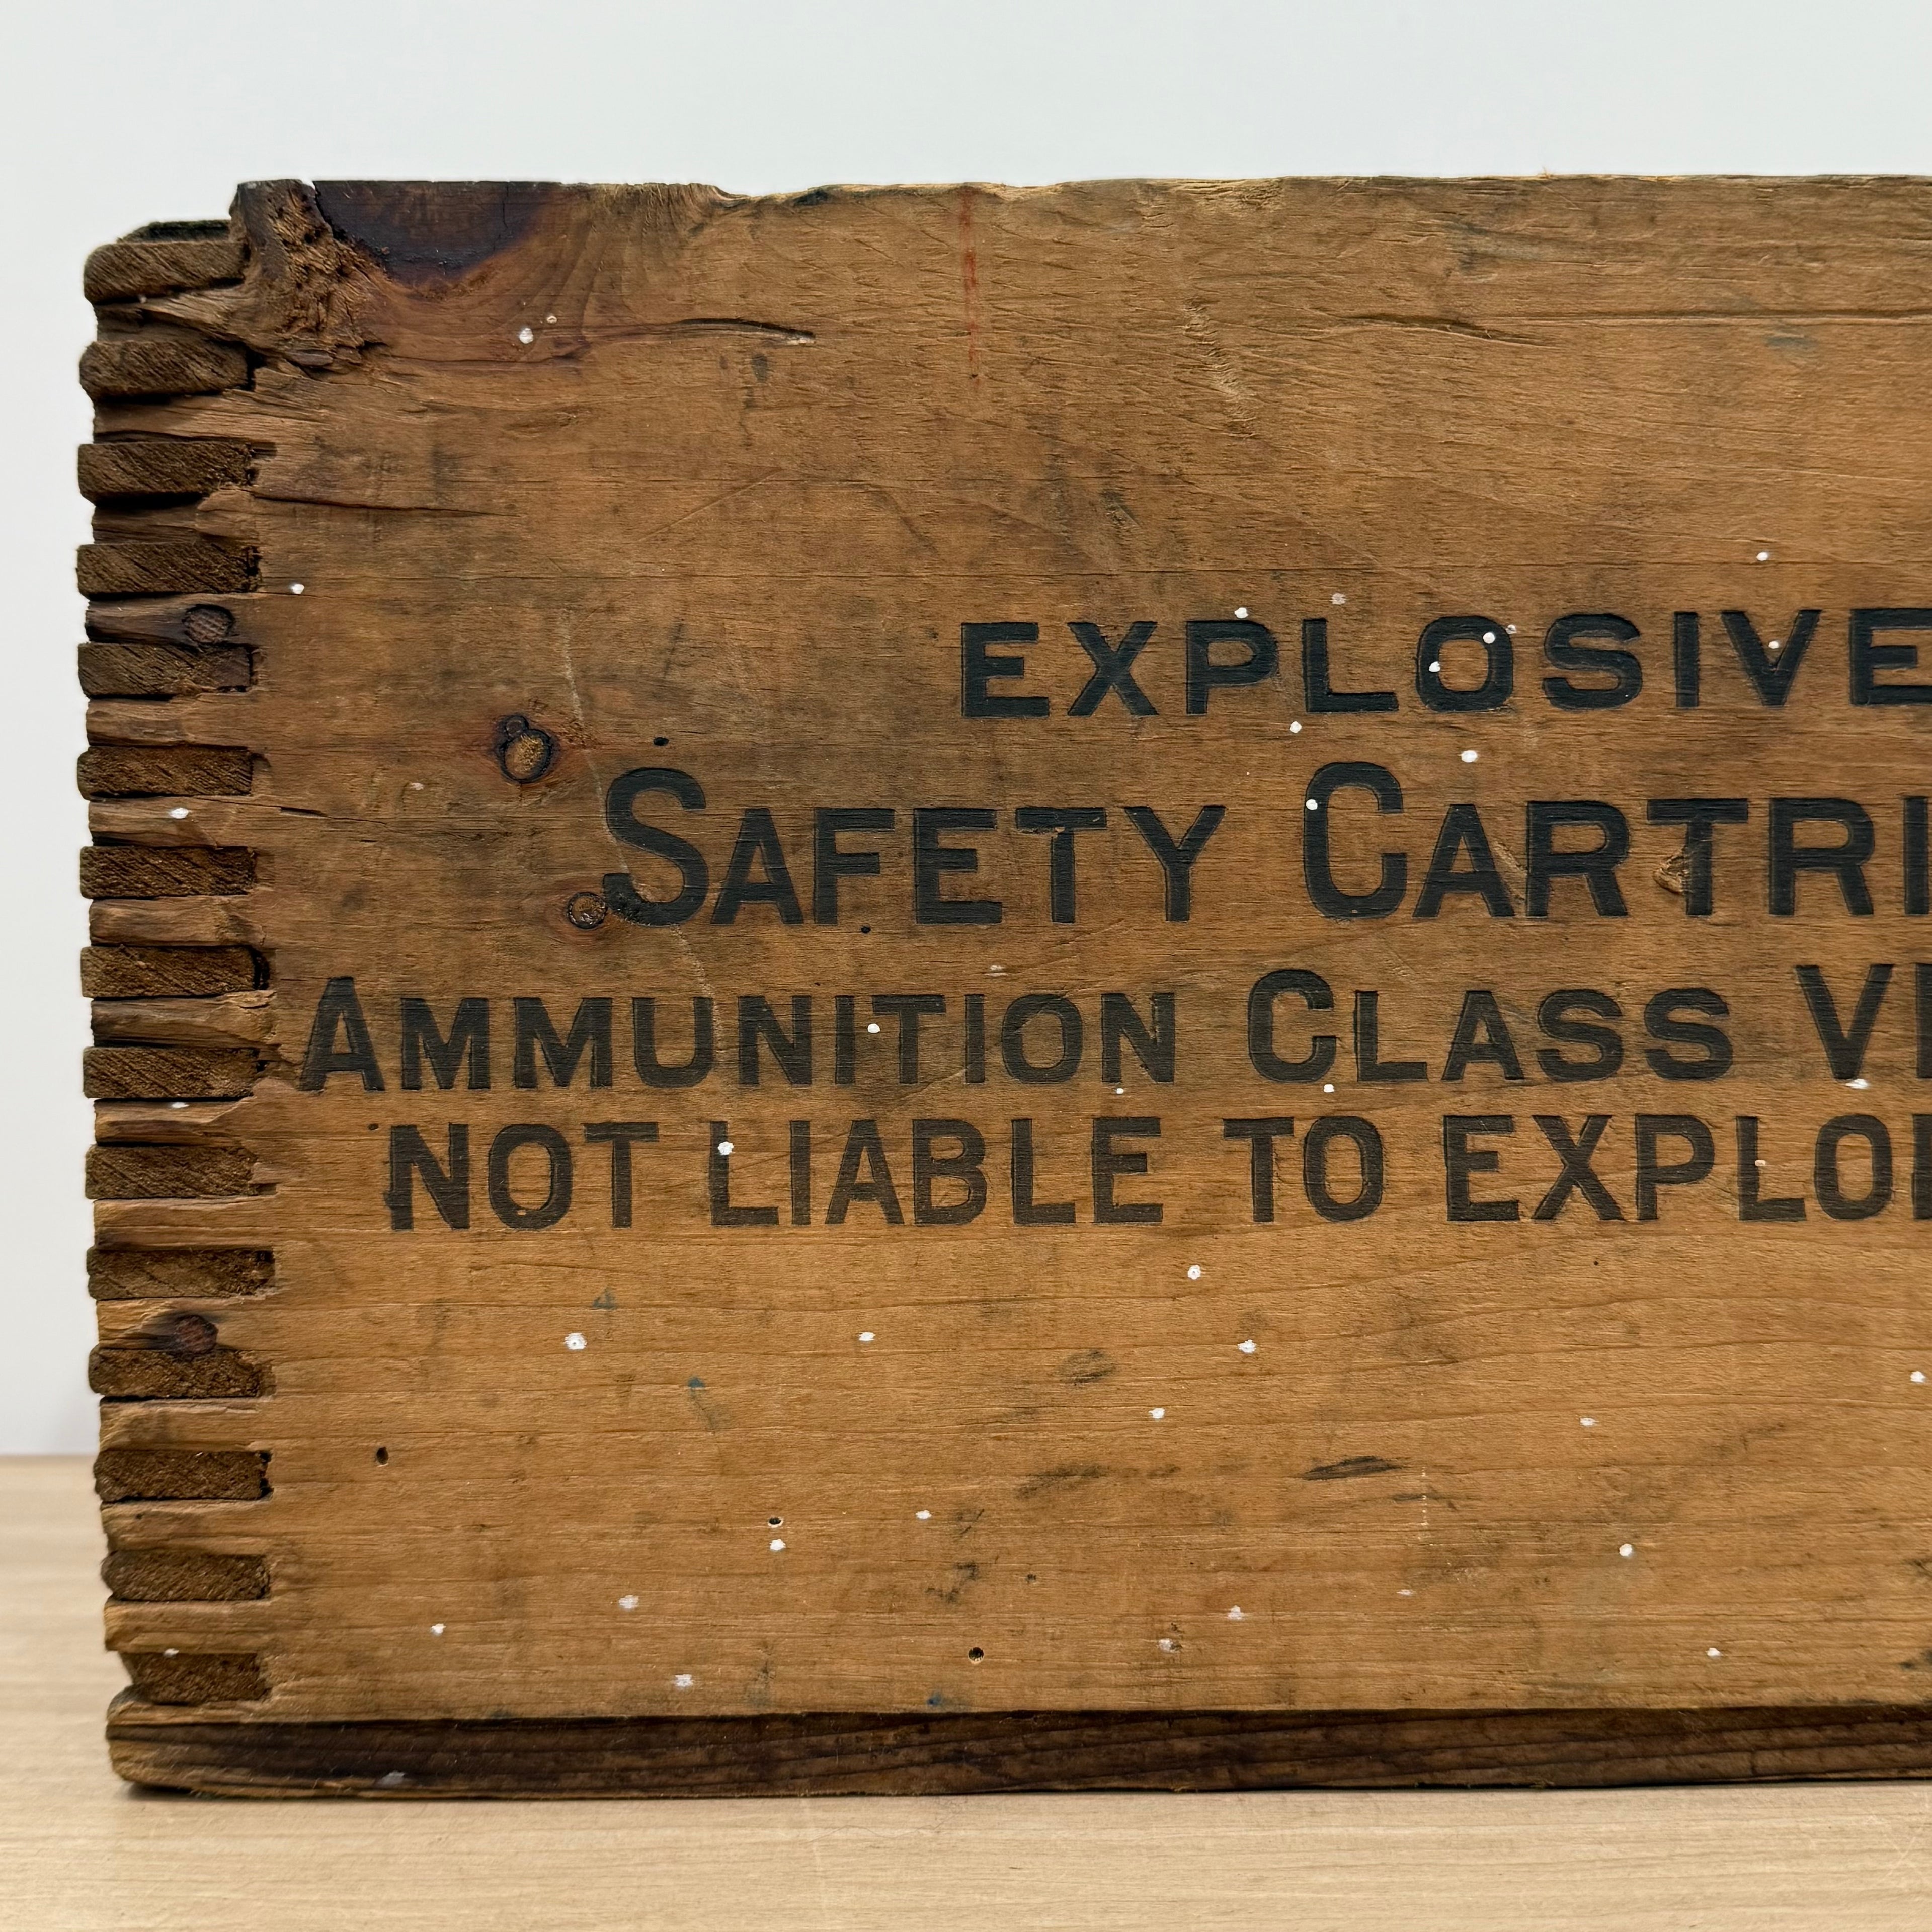 EXPLOSIVE
SAFETY CARTRI
AMMUNITION CLASS V
NOT LIABLE TO EXPLO